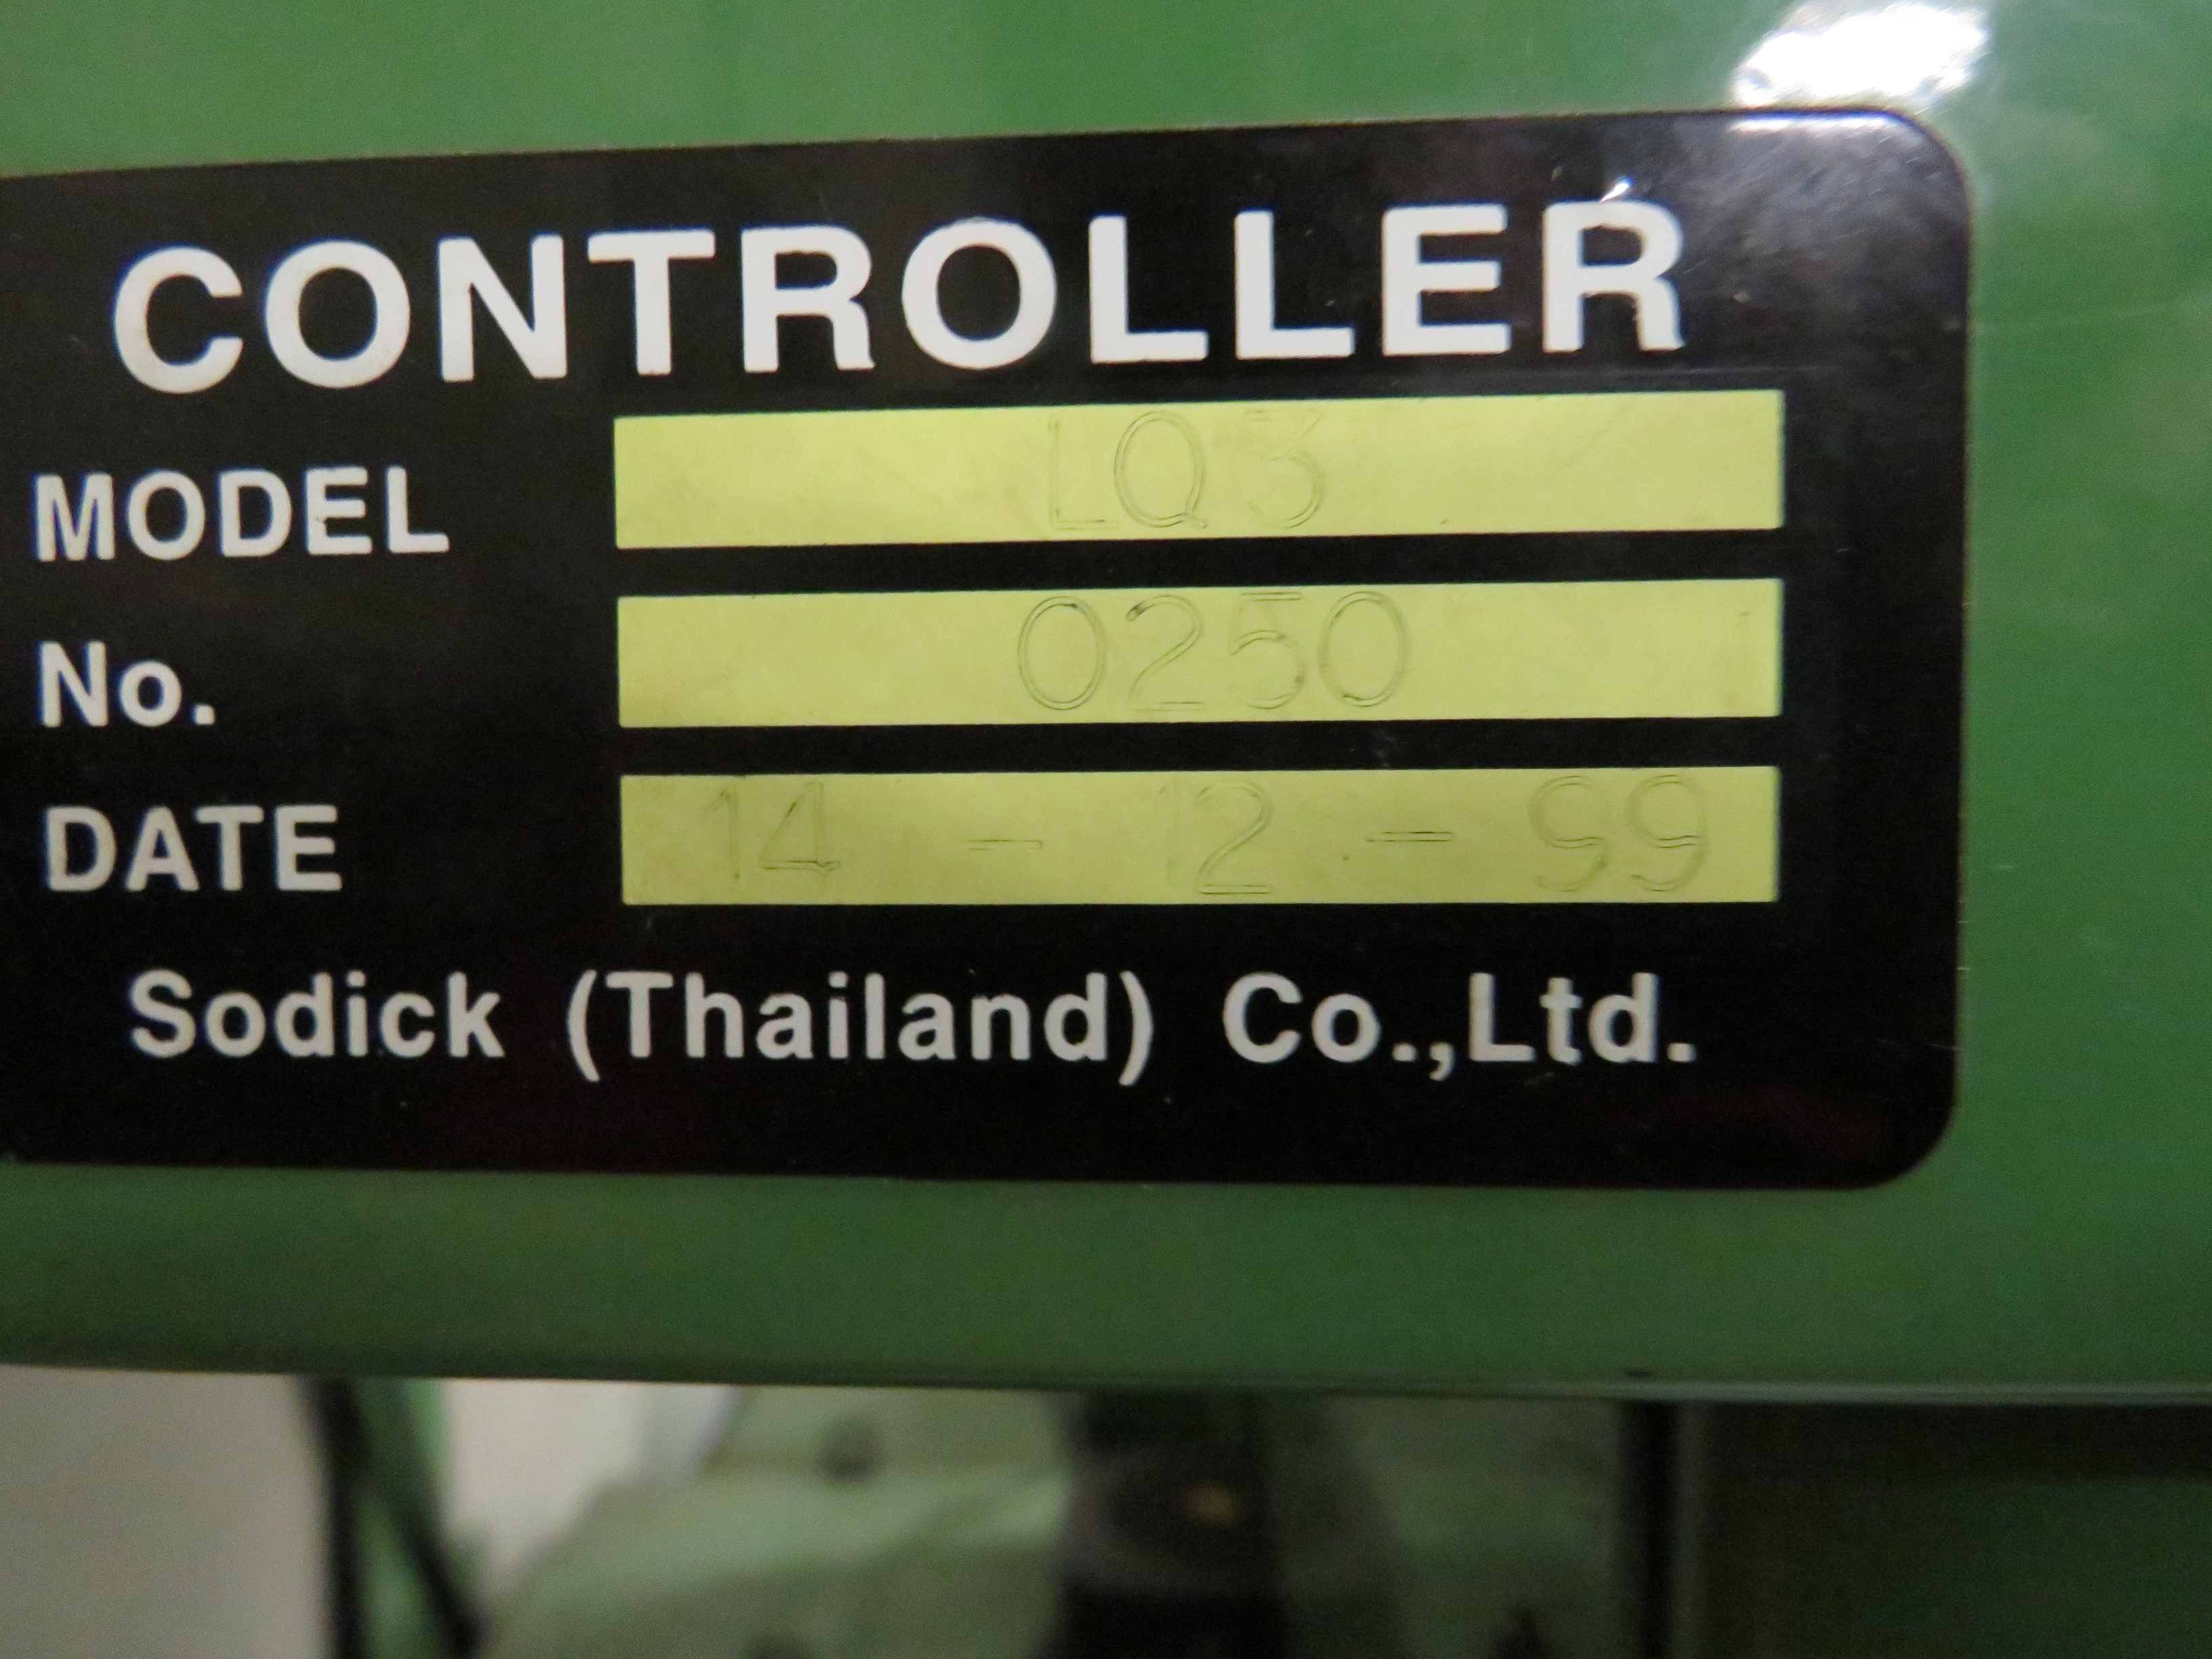 CONTROLLER
MODEL LQ3
No. 0250
DATE 14 - 12 - 99
Sodick (Thailand) Co.,Ltd.